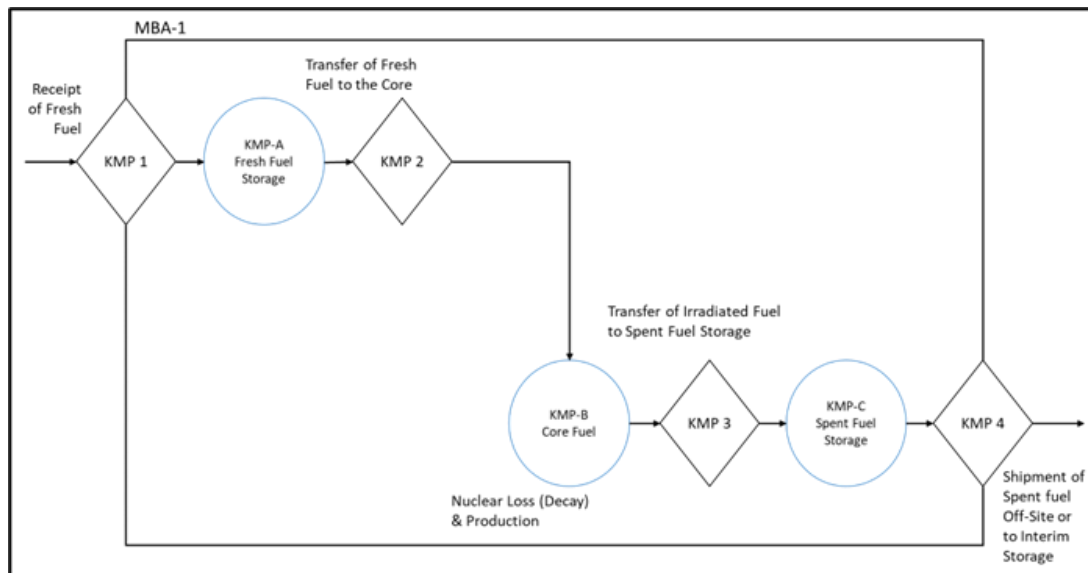 MBA-1
Receipt
of Fresh
Fuel
KMP 1
KMP-A
Fresh Fuel
Storage
Transfer of Fresh
Fuel to the Core
KMP 2
Transfer of Irradiated Fuel
to Spent Fuel Storage
KMP-B
Core Fuel
Nuclear Loss (Decay)
& Production
KMP 3
KMP-C
Spent Fuel
Storage
KMP 4
Shipment of
Spent fuel
Off-Site or
to Interim
Storage